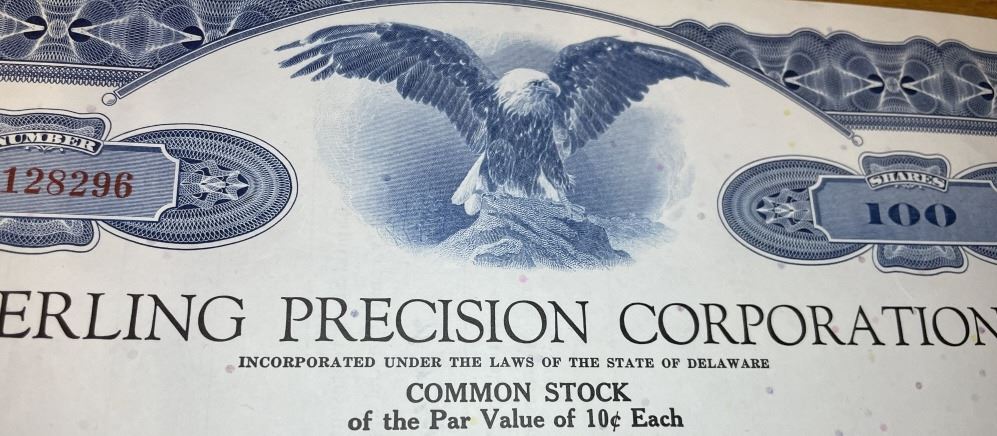 NUMBER
128296
SHARES
100
ERLING PRECISION CORPORATION
INCORPORATED UNDER THE LAWS OF THE STATE OF DELAWARE
COMMON STOCK
of the Par Value of 10¢ Each